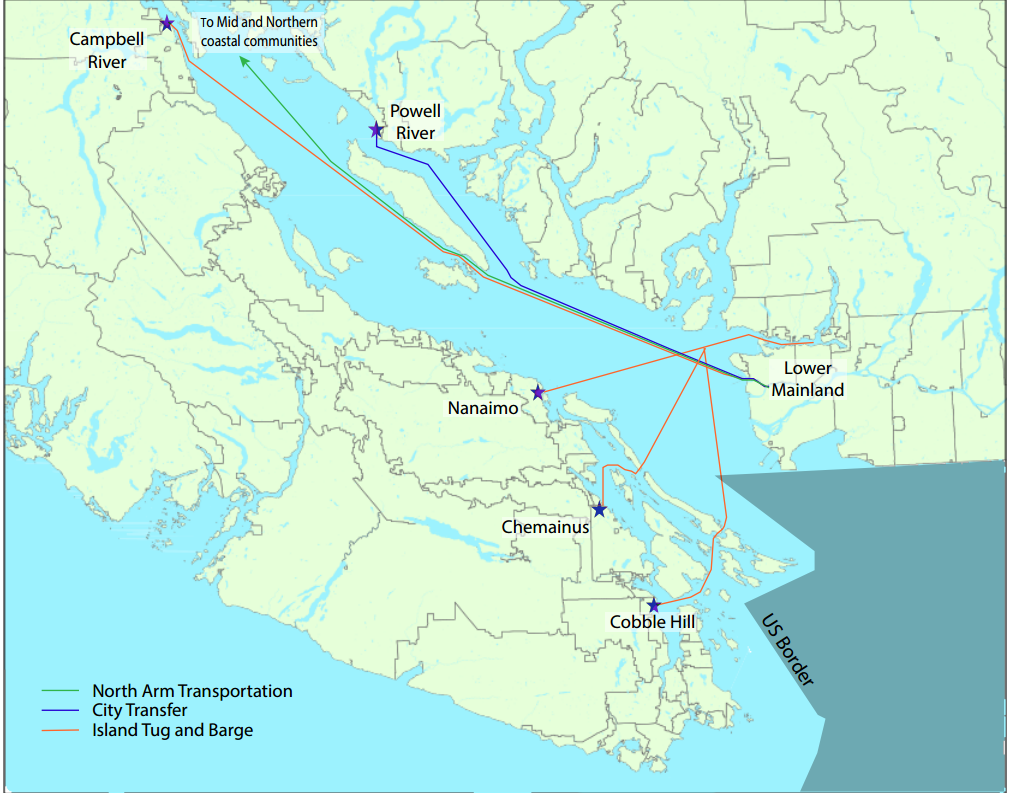 To Mid and Northern
coastal communities
Campbell
River
Powell
River
Lower
Mainland
Nanaimo
Chemainus
Cobble Hill
US Border
North Arm Transportation
City Transfer
Island Tug and Barge